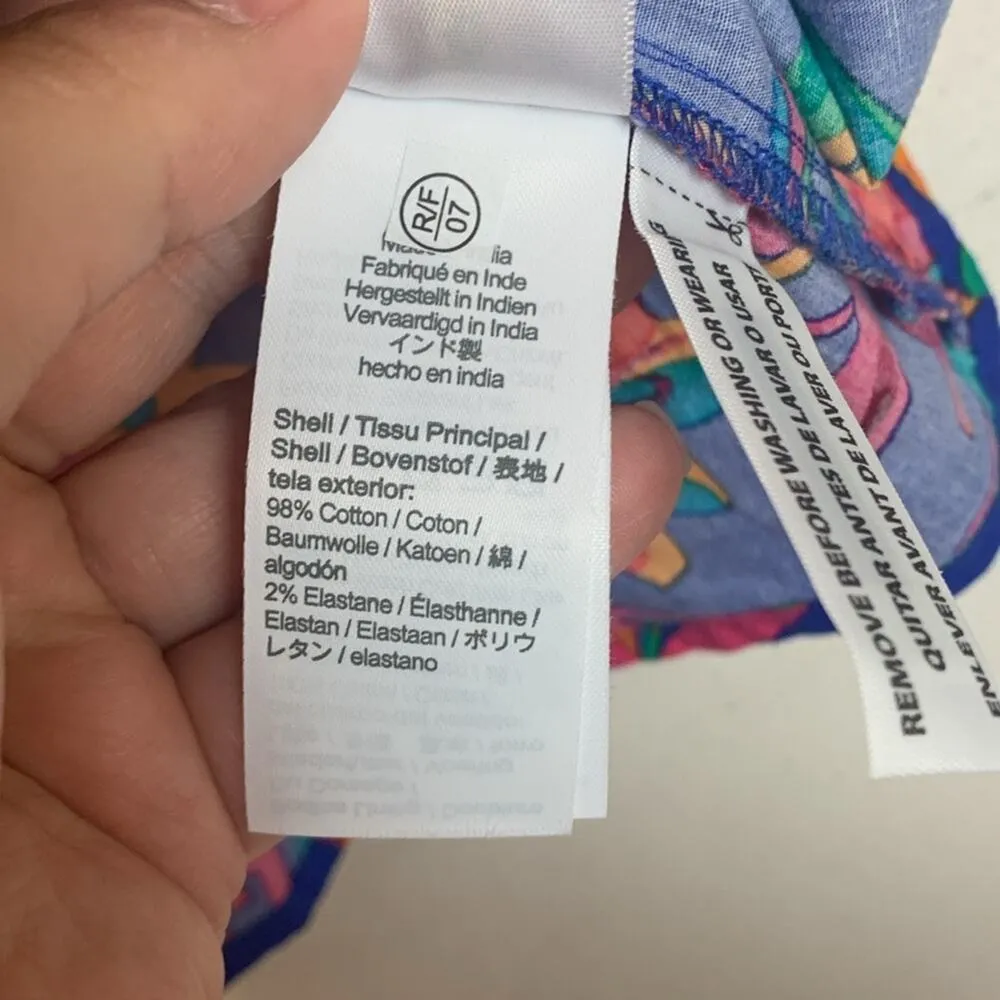 R/F
07
Fabriqué en Inde
Hergestellt in Indien
Vervaardigd in India
インド製
hecho en india
Shell / Tissu Principal /
Shell / Bovenstof / 表地 /
tela exterior:
98% Cotton / Coton /
Baumwolle / Katoen / 綿 /
algodón
2% Elastane / Élasthanne /
Elastan / Elastaan / ポリウ
レタン / elastano
REMOVE BEFORE WASHING OR WEARING
QUITAR ANTES DE LAVAR O USAR
ENLEVER AVANT DE LAVER OU PORT